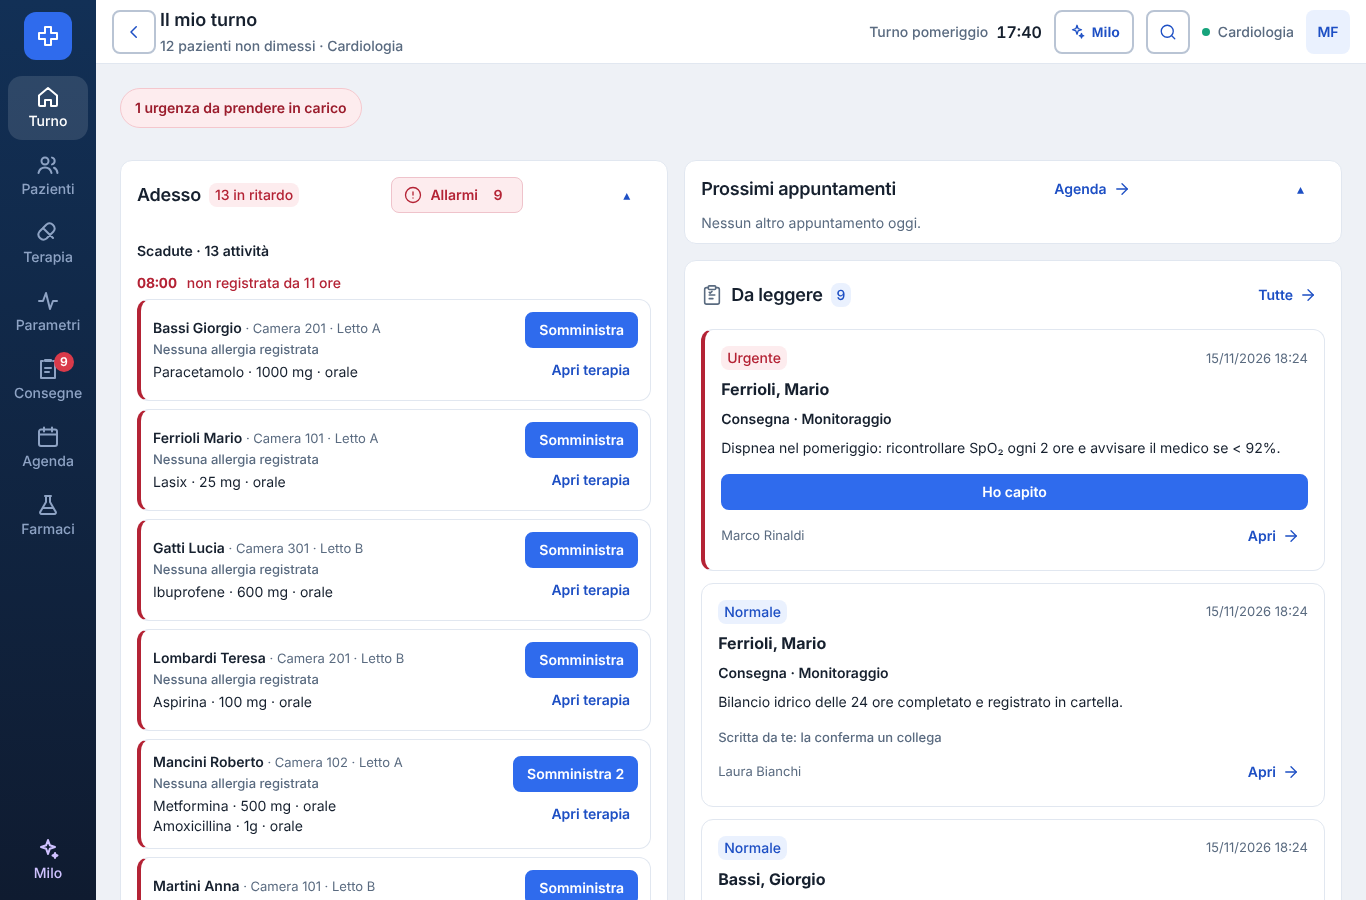 Turno
Pazienti
Terapia
Parametri
9
Consegne
Agenda
Farmaci
Milo
Il mio turno
12 pazienti non dimessi · Cardiologia
Turno pomeriggio 17:40
Milo
Cardiologia
MF
1 urgenza da prendere in carico
Adesso 13 in ritardo
Allarmi 9
Scadute · 13 attività
08:00 non registrata da 11 ore
Bassi Giorgio · Camera 201 · Letto A
Nessuna allergia registrata
Paracetamolo · 1000 mg · orale
Somministra
Apri terapia
Ferrioli Mario · Camera 101 · Letto A
Nessuna allergia registrata
Lasix · 25 mg · orale
Somministra
Apri terapia
Gatti Lucia · Camera 301 · Letto B
Nessuna allergia registrata
Ibuprofene · 600 mg · orale
Somministra
Apri terapia
Lombardi Teresa · Camera 201 · Letto B
Nessuna allergia registrata
Aspirina · 100 mg · orale
Somministra
Apri terapia
Mancini Roberto · Camera 102 · Letto A
Nessuna allergia registrata
Metformina · 500 mg · orale
Amoxicillina · 1g · orale
Somministra 2
Apri terapia
Martini Anna · Camera 101 · Letto B
Somministra
Prossimi appuntamenti
Agenda
Nessun altro appuntamento oggi.
Da leggere 9
Tutte
Urgente
15/11/2026 18:24
Ferrioli, Mario
Consegna · Monitoraggio
Dispnea nel pomeriggio: ricontrollare SpO₂ ogni 2 ore e avvisare il medico se < 92%.
Ho capito
Marco Rinaldi
Apri
Normale
15/11/2026 18:24
Ferrioli, Mario
Consegna · Monitoraggio
Bilancio idrico delle 24 ore completato e registrato in cartella.
Scritta da te: la conferma un collega
Laura Bianchi
Apri
Normale
15/11/2026 18:24
Bassi, Giorgio